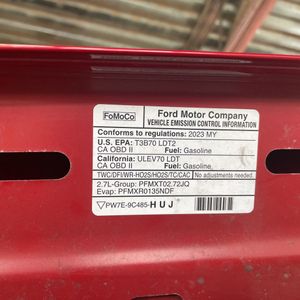 FoMoCo
Ford Motor Company
VEHICLE EMISSION CONTROL INFORMATION
Conforms to regulations: 2023 MY
U.S. EPA: T3B70 LDT2
CA OBD II Fuel: Gasoline
California: ULEV70 LDT
CA OBD II Fuel: Gasoline
TWC/DFI/WR-HO2S/HO2S/TC/CAC No adjustments needed.
2.7L-Group: PFMXT02.72JQ
Evap: PFMXR0135NDF
PW7E-9C485-HUJ